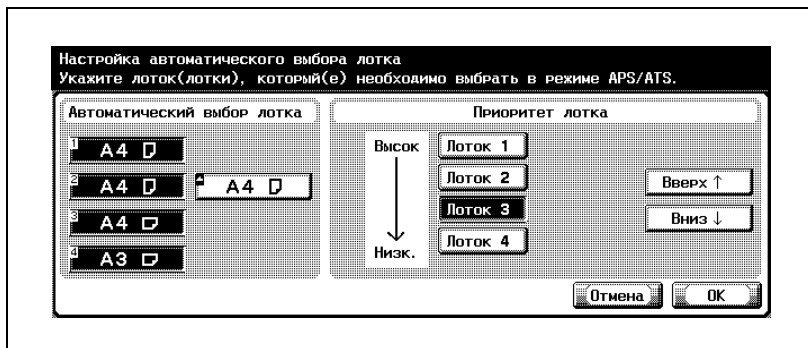 Настройка автоматического выбора лотка
Укажите лоток(лотки), который(е) необходимо выбрать в режиме APS/ATS.
Автоматический выбор лотка
1 A4
2 A4
A4
3 A4
4 A3
Приоритет лотка
Высок
Низк.
Лоток 1
Лоток 2
Лоток 3
Лоток 4
Вверх ↑
Вниз ↓
Отмена
OK